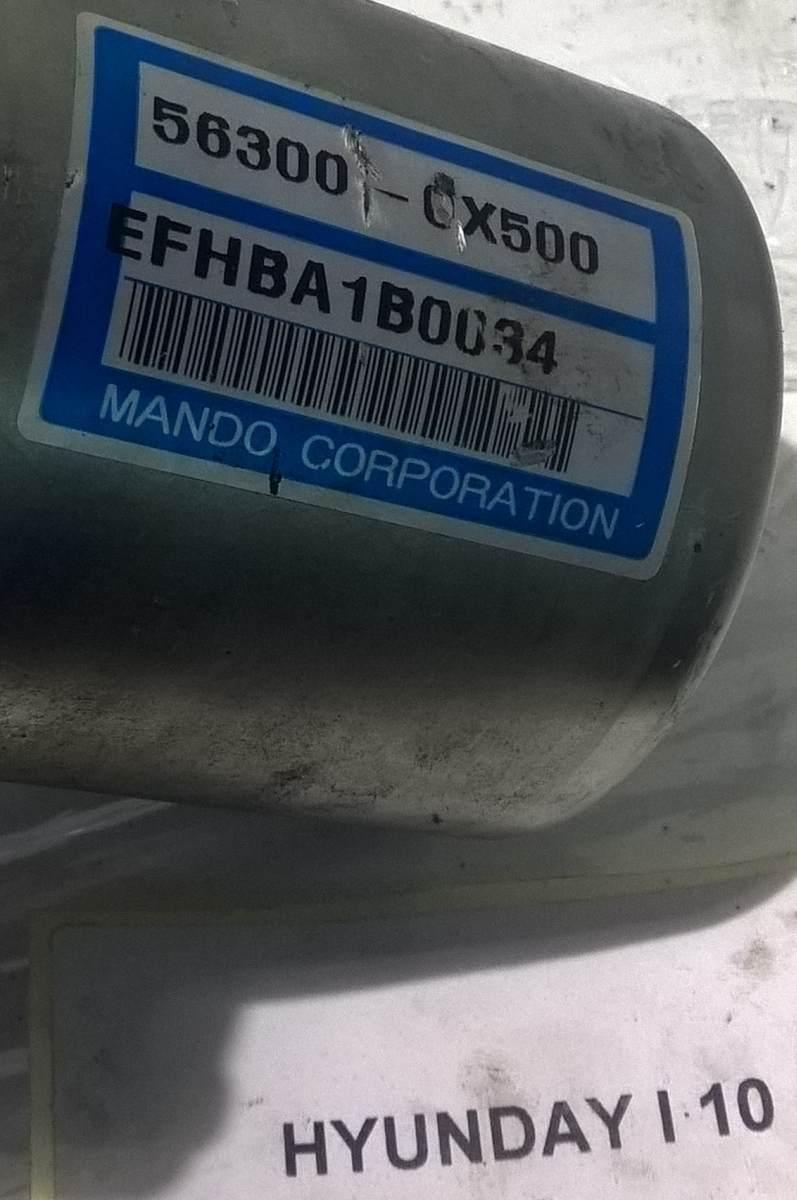 56300-0X500
EFHBA1B0034
MANDO CORPORATION
HYUNDAY I 10